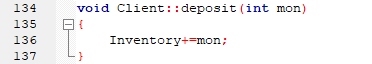 134 void Client::deposit(int mon)
135 {
136 Inventory+=mon;
137 }